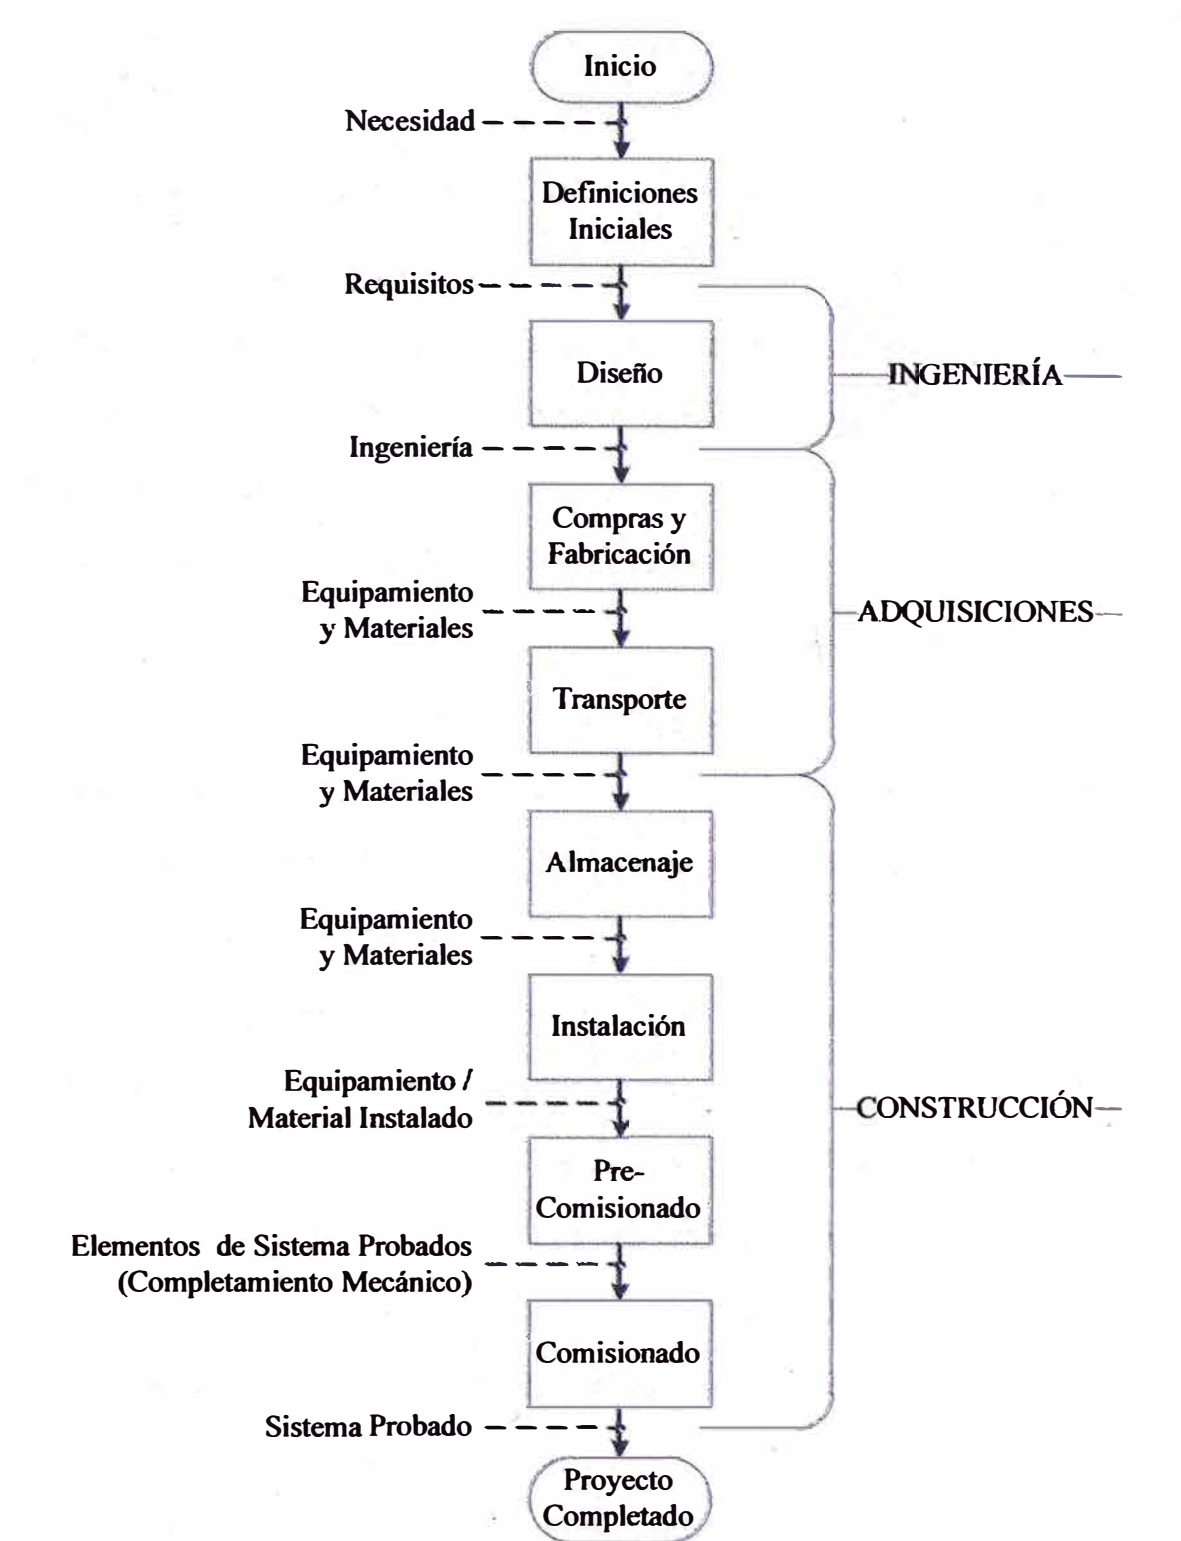 Inicio
Necesidad
Definiciones
Iniciales
Requisitos
Diseño
INGENIERÍA
Ingeniería
Compras y
Fabricación
Equipamiento
y Materiales
ADQUISICIONES
Transporte
Equipamiento
y Materiales
Almacenaje
Equipamiento
y Materiales
Instalación
Equipamiento /
Material Instalado
CONSTRUCCIÓN
Pre-
Comisionado
Elementos de Sistema Probados
(Completamiento Mecánico)
Comisionado
Sistema Probado
Proyecto
Completado